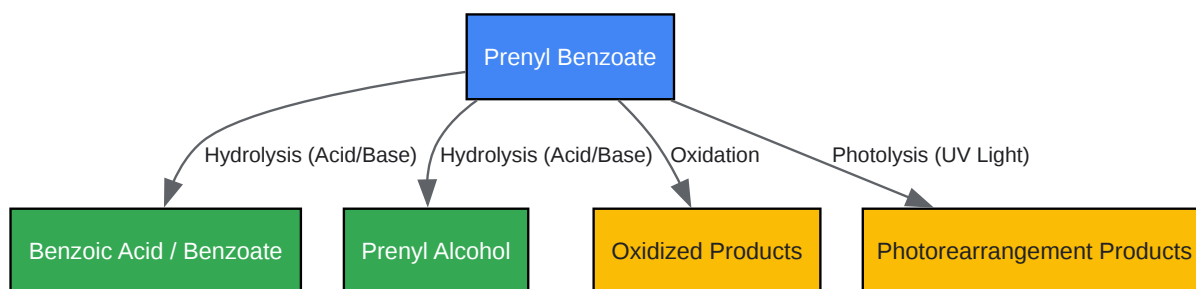 Prenyl Benzoate
Hydrolysis (Acid/Base)
Hydrolysis (Acid/Base)
Oxidation
Photolysis (UV Light)
Benzoic Acid / Benzoate
Prenyl Alcohol
Oxidized Products
Photorearrangement Products